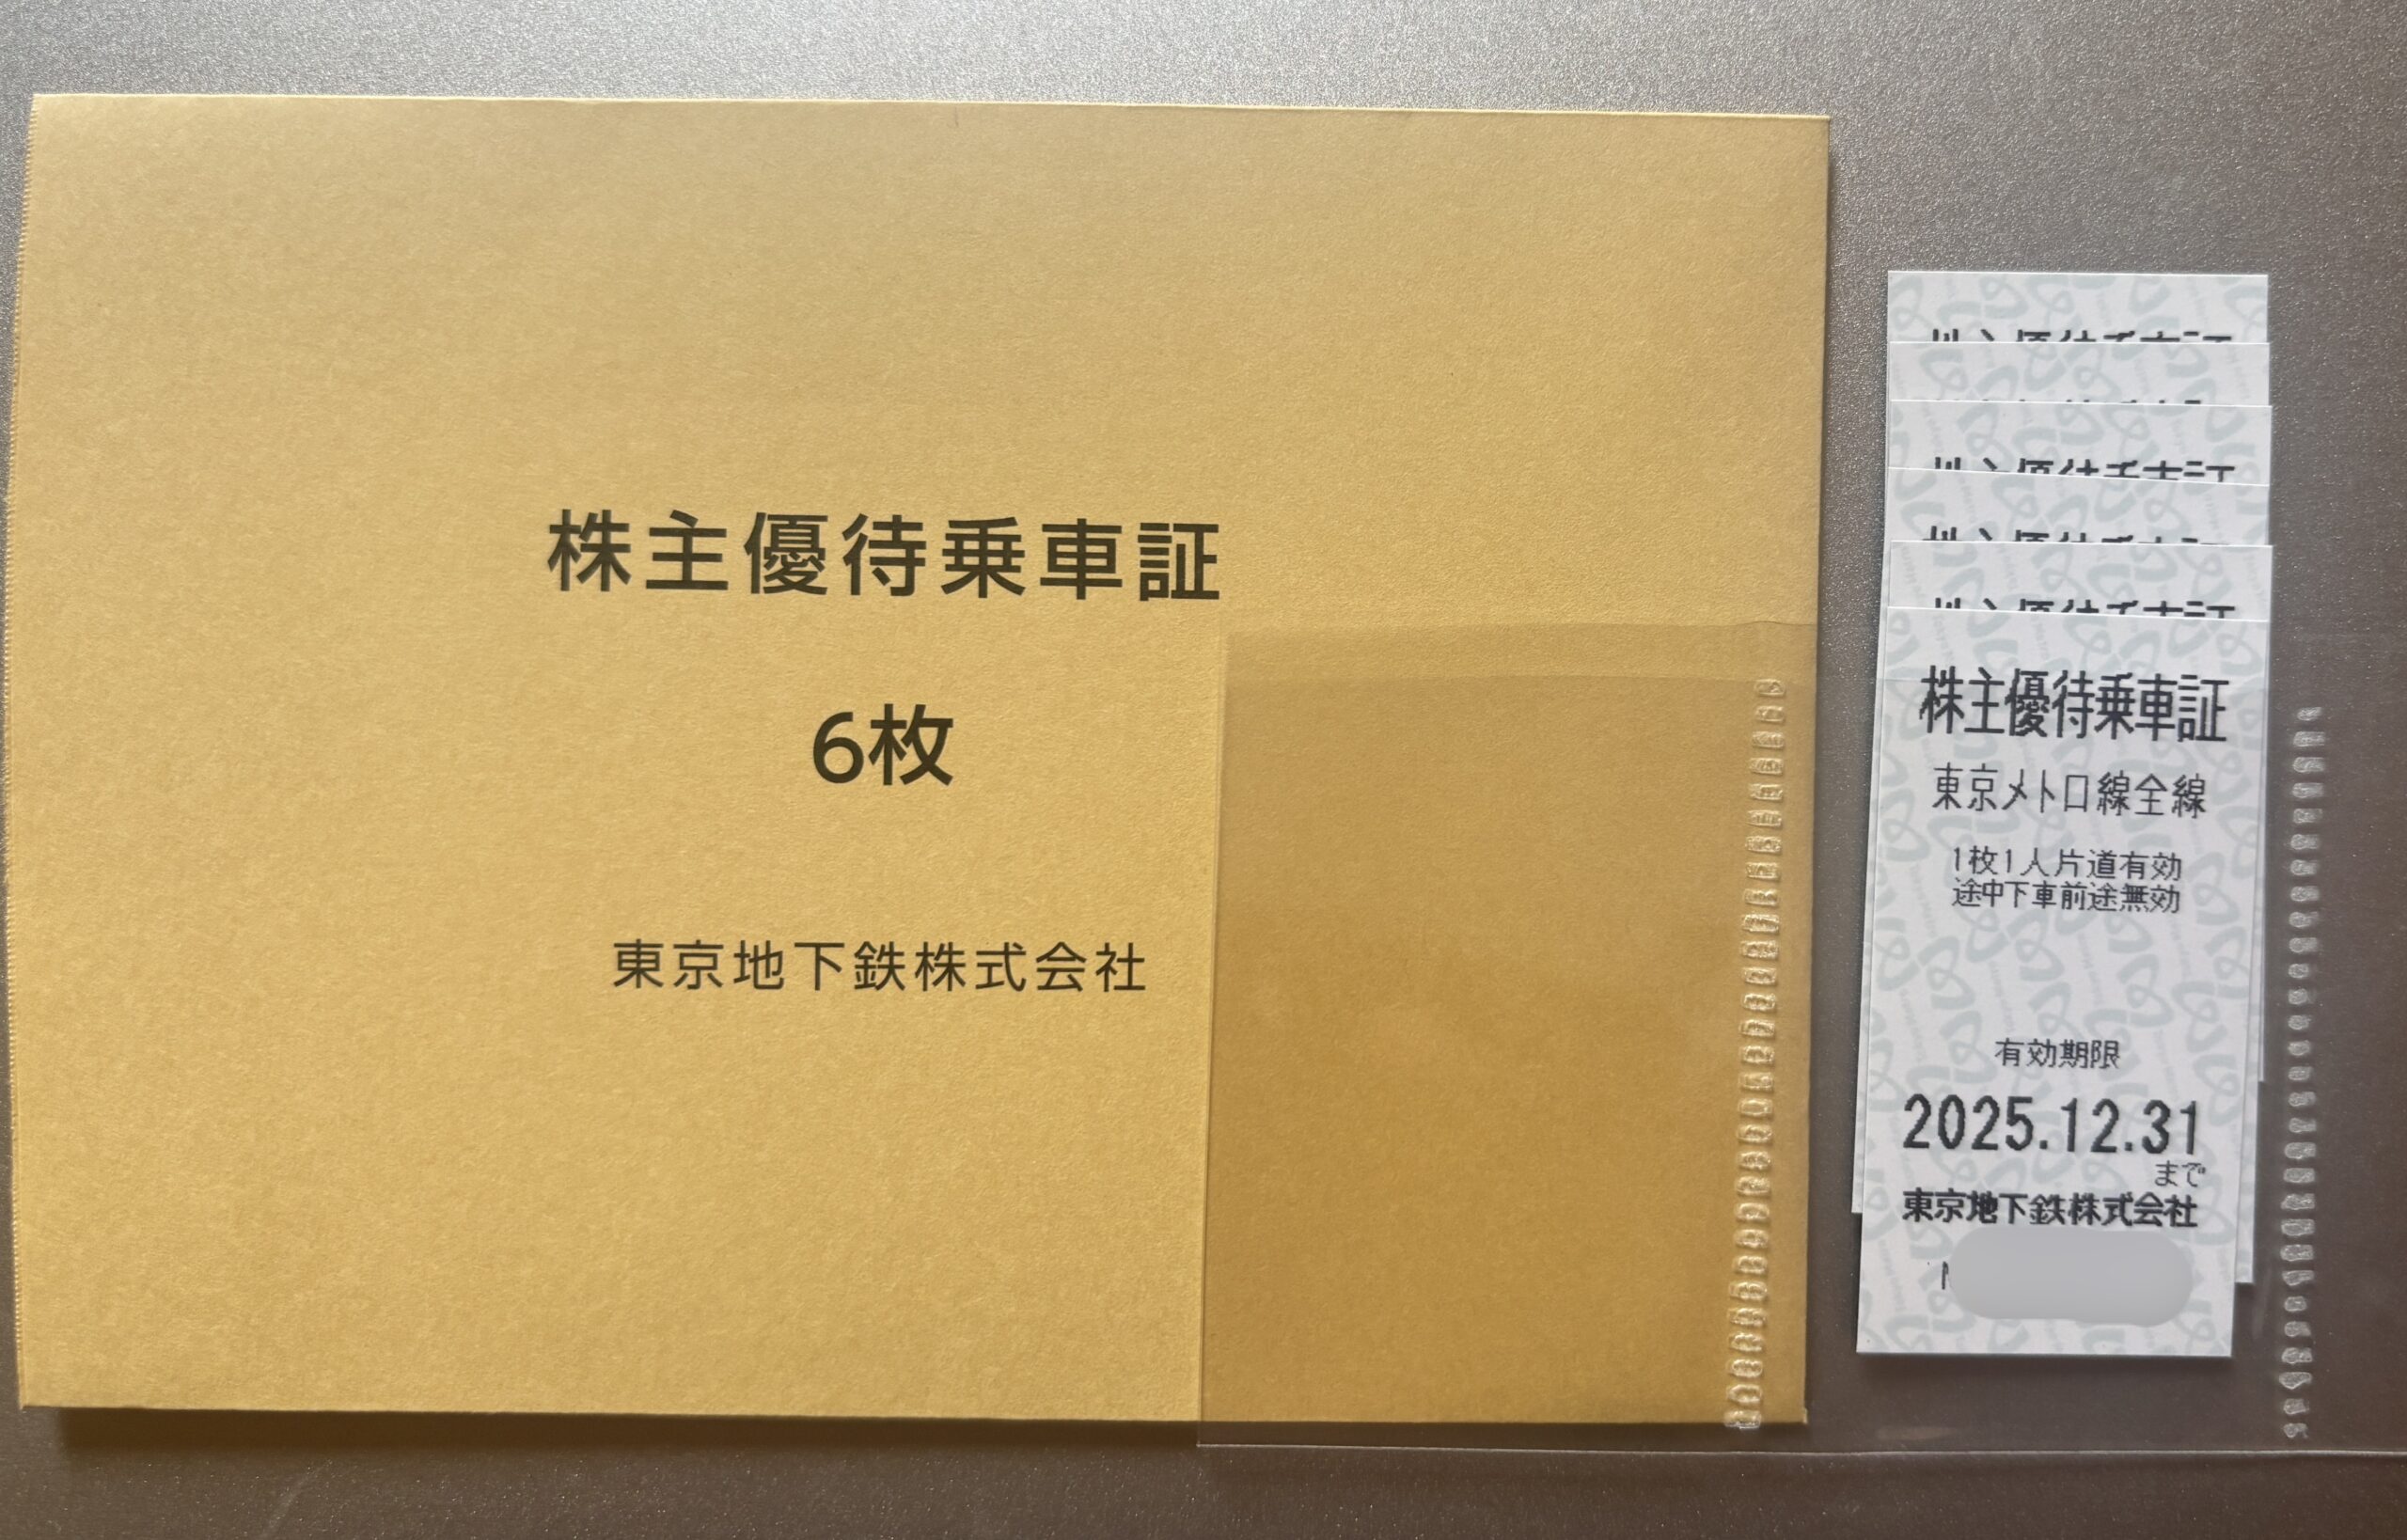 株主優待乗車証
6枚
東京地下鉄株式会社
株主優待乗車証
東京メトロ線全線
1枚1人片道有効
途中下車前途無効
有効期限
2025.12.31
まで
東京地下鉄株式会社